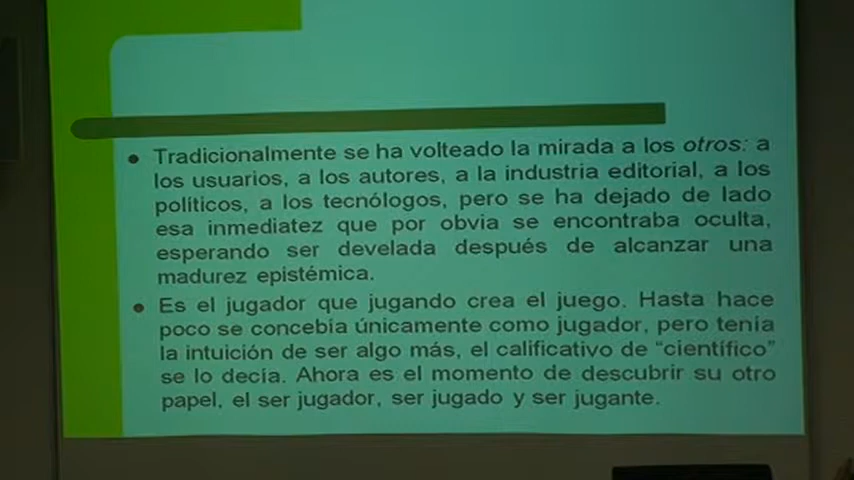 Tradicionalmente se ha volteado la mirada a los otros: a
los usuarios, a los autores, a la industria editorial, a los
políticos, a los tecnólogos, pero se ha dejado de lado
esa inmediatez que por obvia se encontraba oculta,
esperando ser develada después de alcanzar una
madurez epistémica.
Es el jugador que jugando crea el juego. Hasta hace
poco se concebía únicamente como jugador, pero tenía
la intuición de ser algo más, el calificativo de “científico”
se lo decía. Ahora es el momento de descubrir su otro
papel, el ser jugador, ser jugado y ser jugante.